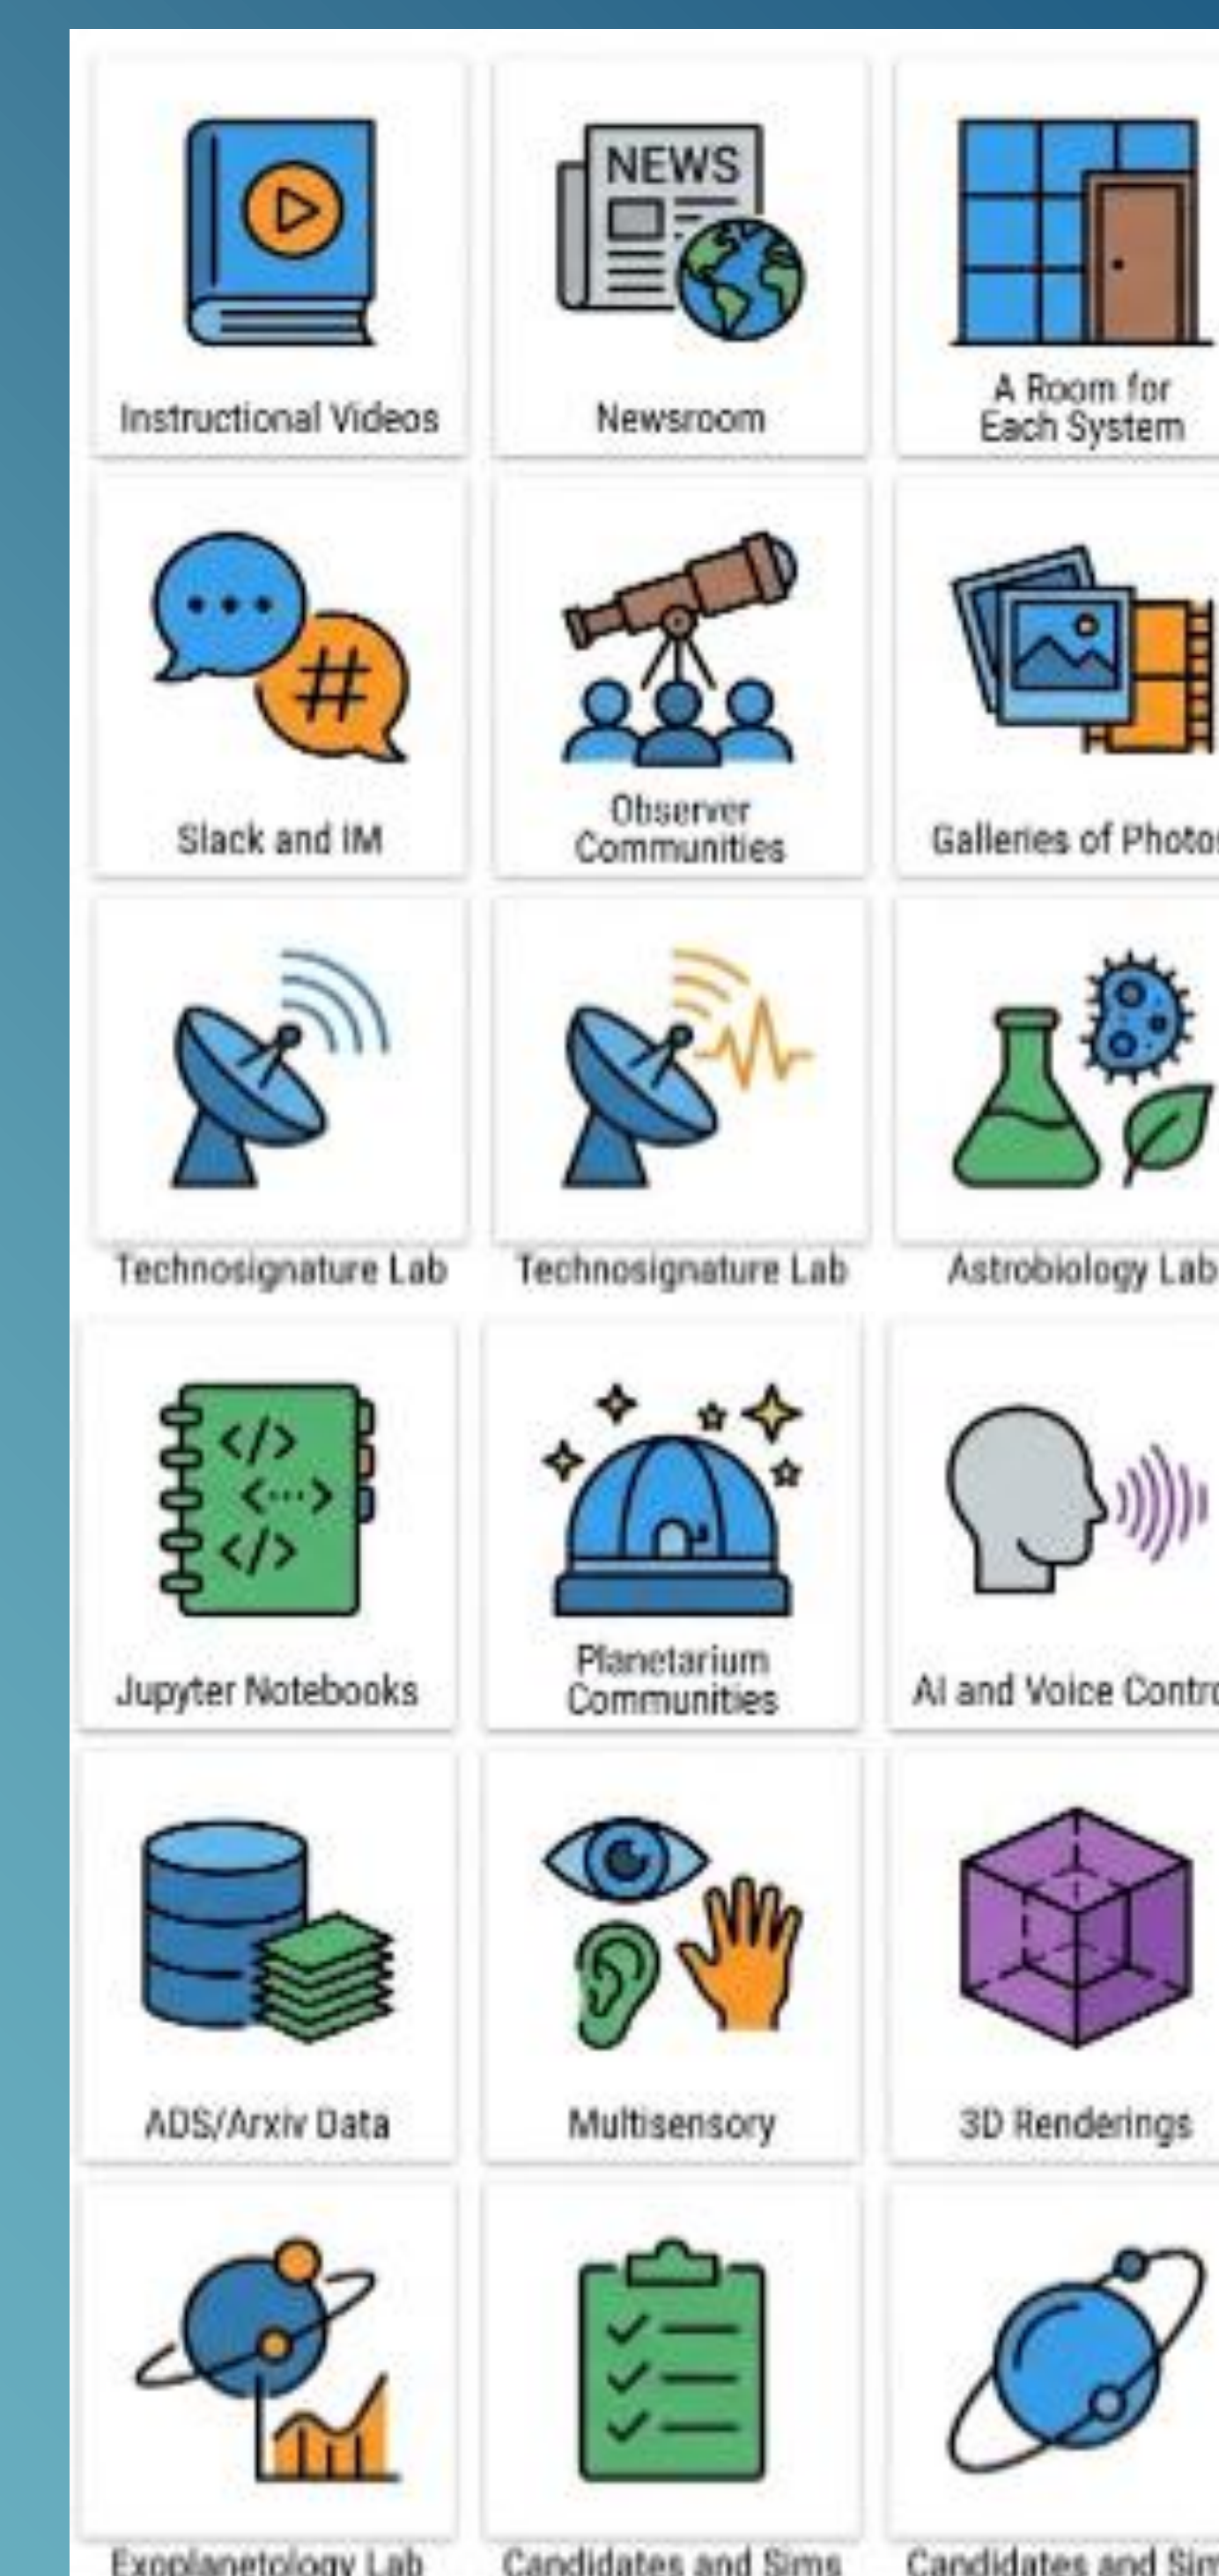 NEWS
Instructional Videos
Newsroom
A Room for
Each System
#
Slack and IM
Observer
Communities
Galleries of Photos
Technosignature Lab
Technosignature Lab
Astrobiology Lab
</>
<...>
</>
Jupyter Notebooks
Planetarium
Communities
AI and Voice Contro
ADS/Arxiv Data
Multisensory
3D Renderings
Exoplanetology Lab
Candidates and Sims
Candidates and Sims